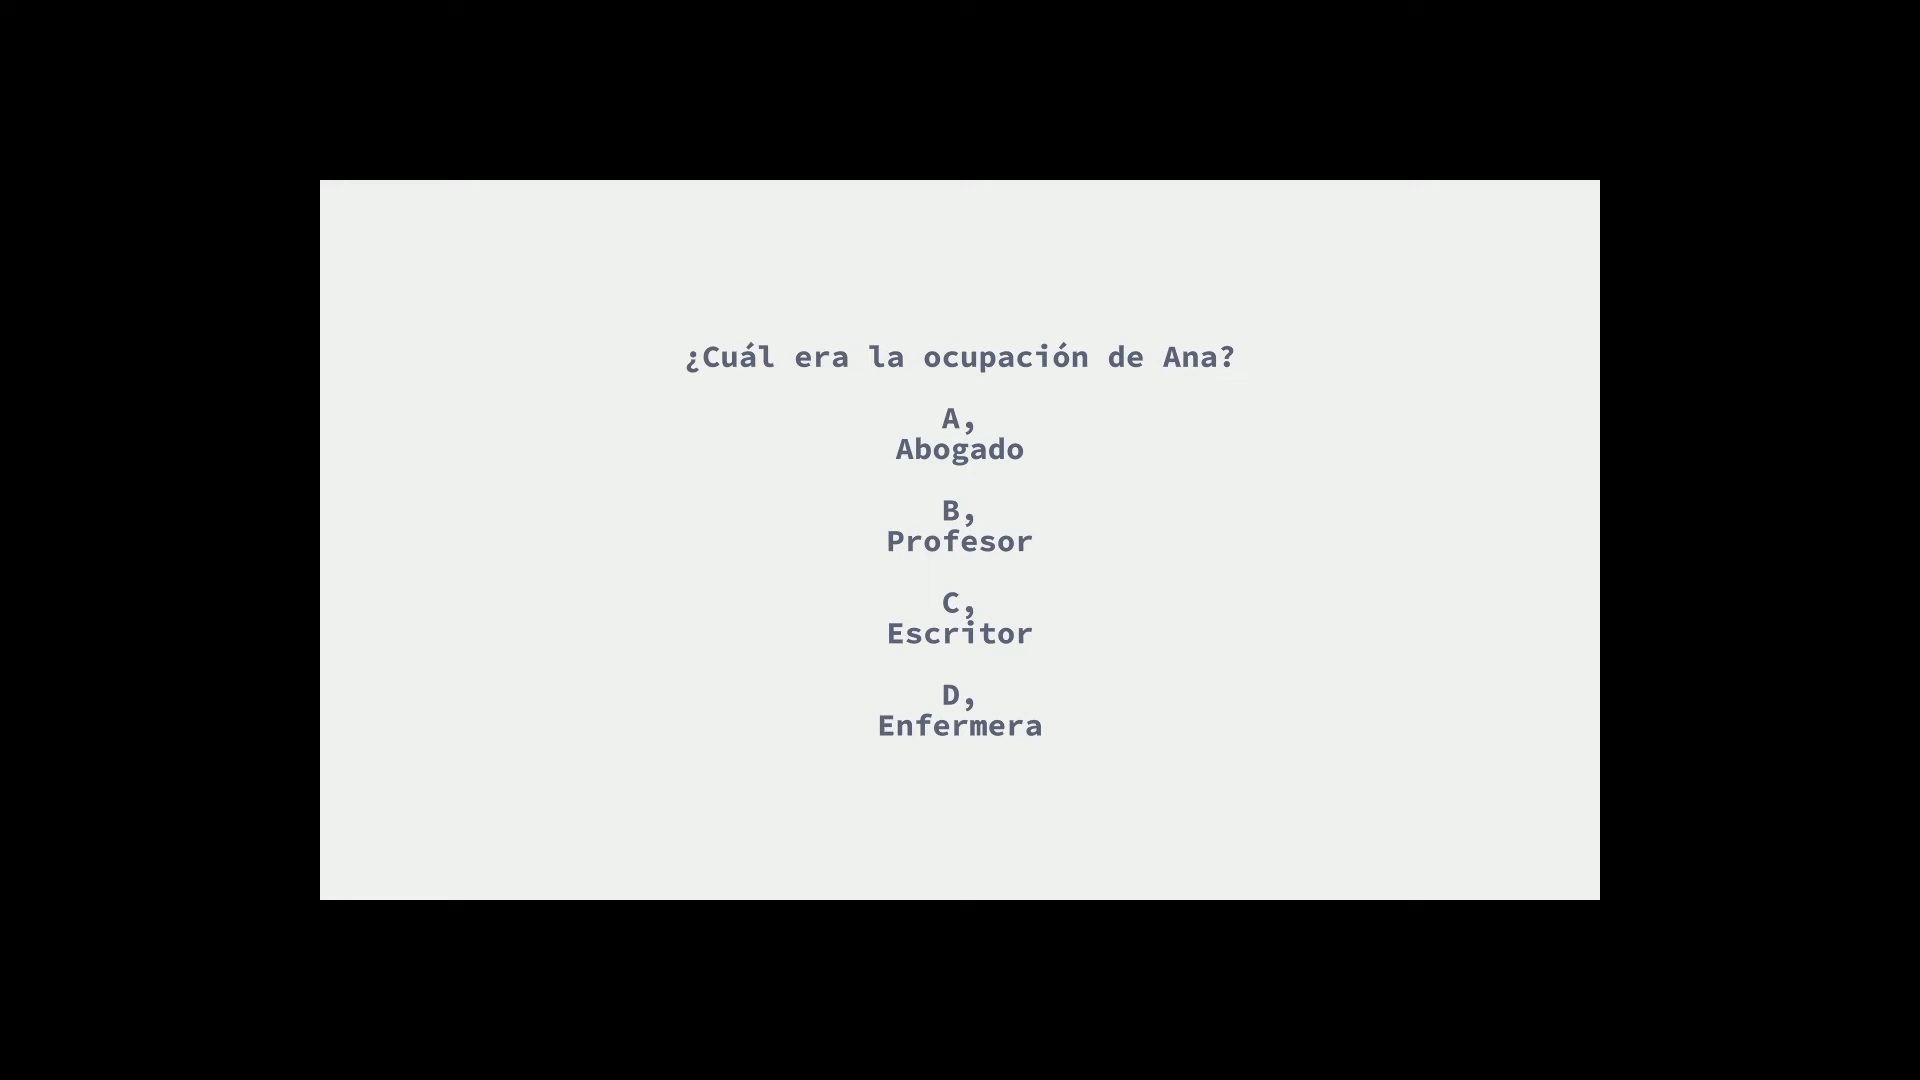 ¿Cuál era la ocupación de Ana?
A,
Abogado
B,
Profesor
C,
Escritor
D,
Enfermera